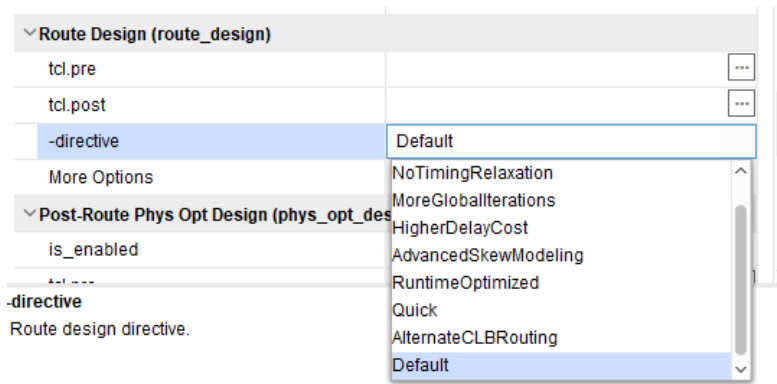 Route Design (route_design)
tcl.pre
...
tcl.post
...
-directive
Default
More Options
NoTimingRelaxation
MoreGlobalIterations
HigherDelayCost
AdvancedSkewModeling
RuntimeOptimized
Quick
AlternateCLBRouting
Default
Post-Route Phys Opt Design (phys_opt_des
is_enabled
-directive
Route design directive.